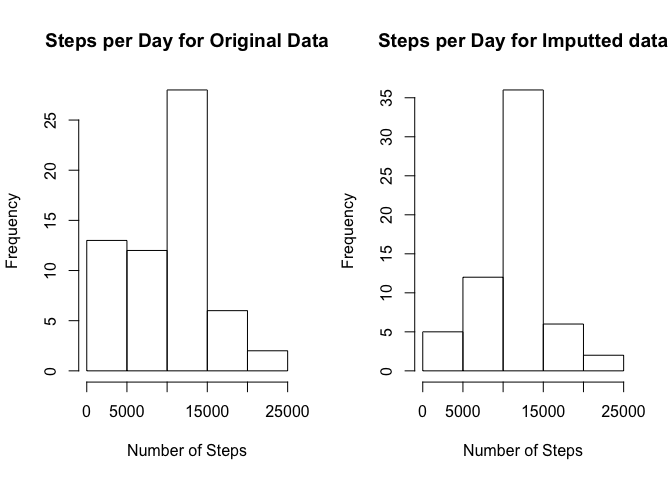 Steps per Day for Original Data
Frequency
0
5
10
15
20
25
0 5000 15000 25000
Number of Steps
Steps per Day for Imputted data
Frequency
0
5
10
15
20
25
30
35
0 5000 15000 25000
Number of Steps